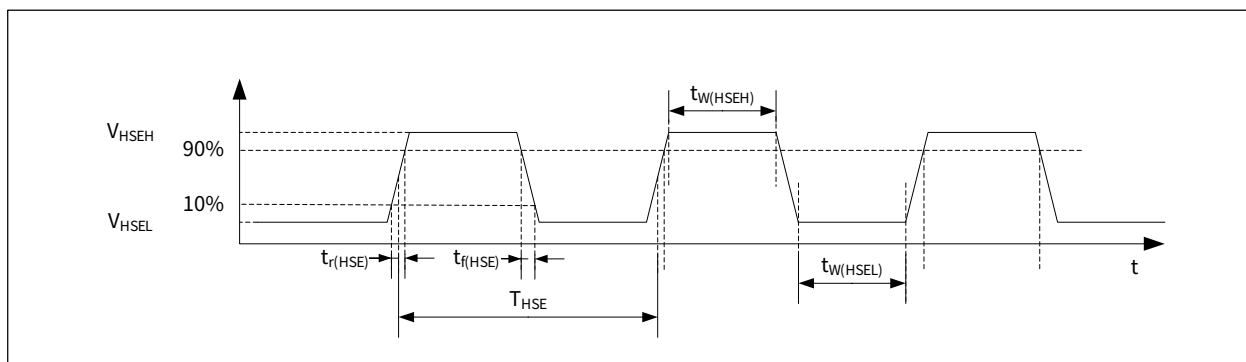 tW(HSEH)
VHSEH
90%
10%
VHSEL
tr(HSE)
tf(HSE)
tW(HSEL)
t
THSE